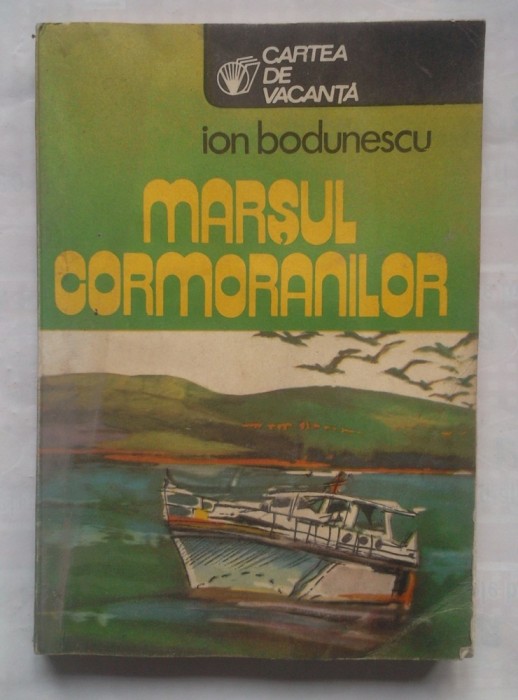 CARTEA
DE
VACANȚĂ
ion bodunescu
MARȘUL
CORMORANILOR